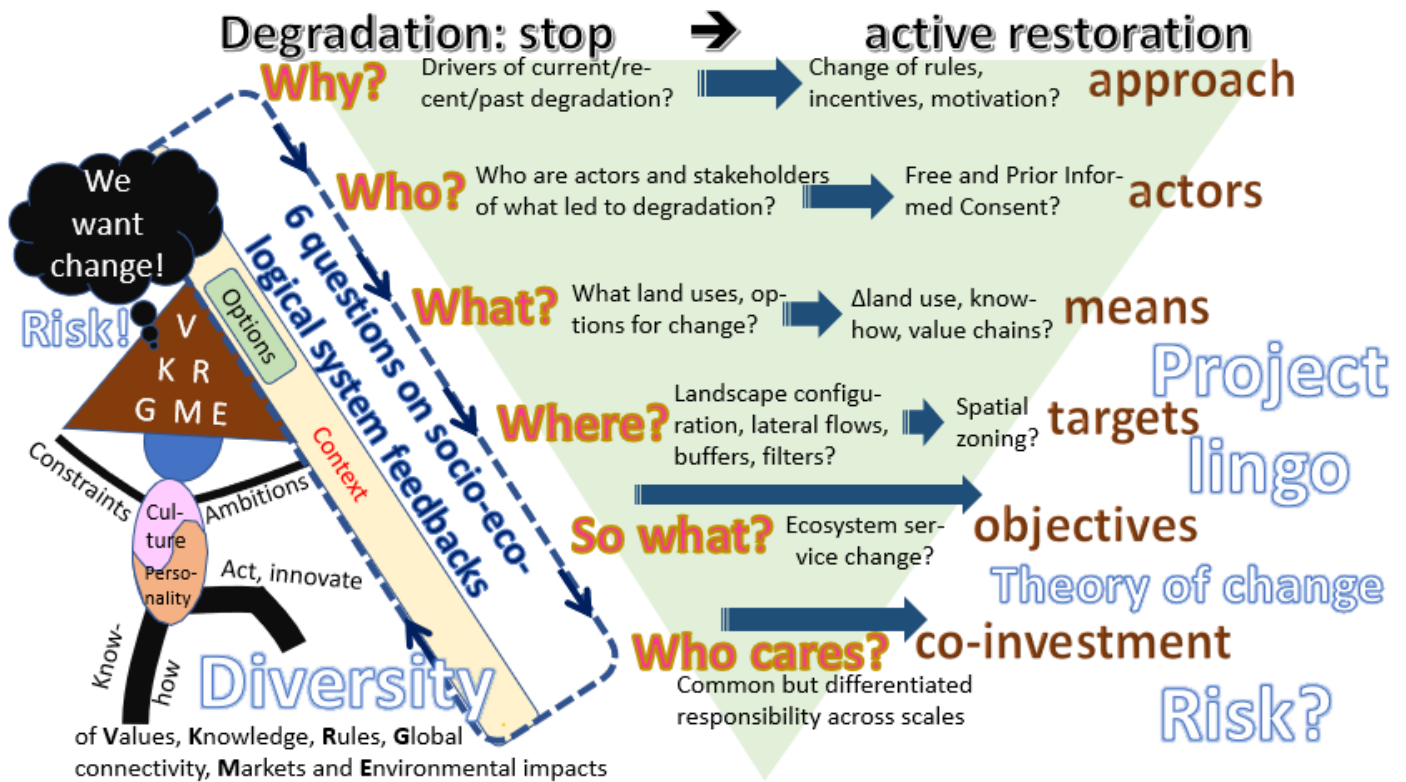 Degradation: stop → active restoration
Why?
Drivers of current/re-
cent/past degradation?
Change of rules,
incentives, motivation?
approach
Who?
Who are actors and stakeholders
of what led to degradation?
Free and Prior Infor-
med Consent?
actors
What?
What land uses, op-
tions for change?
Δland use, know-
how, value chains?
means
Where?
Landscape configu-
ration, lateral flows,
buffers, filters?
Spatial
zoning?
targets
So what?
Ecosystem ser-
vice change?
objectives
Who cares?
Common but differentiated
responsibility across scales
co-investment
Project
lingo
Theory of change
Risk?
6 questions on socio-eco-
logical system feedbacks
We
want
change!
Risk!
V
K R
G M E
Options
Context
Constraints
Ambitions
Cul-
ture
Perso-
nality
Act, innovate
Know-
how
Diversity
of Values, Knowledge, Rules, Global
connectivity, Markets and Environmental impacts